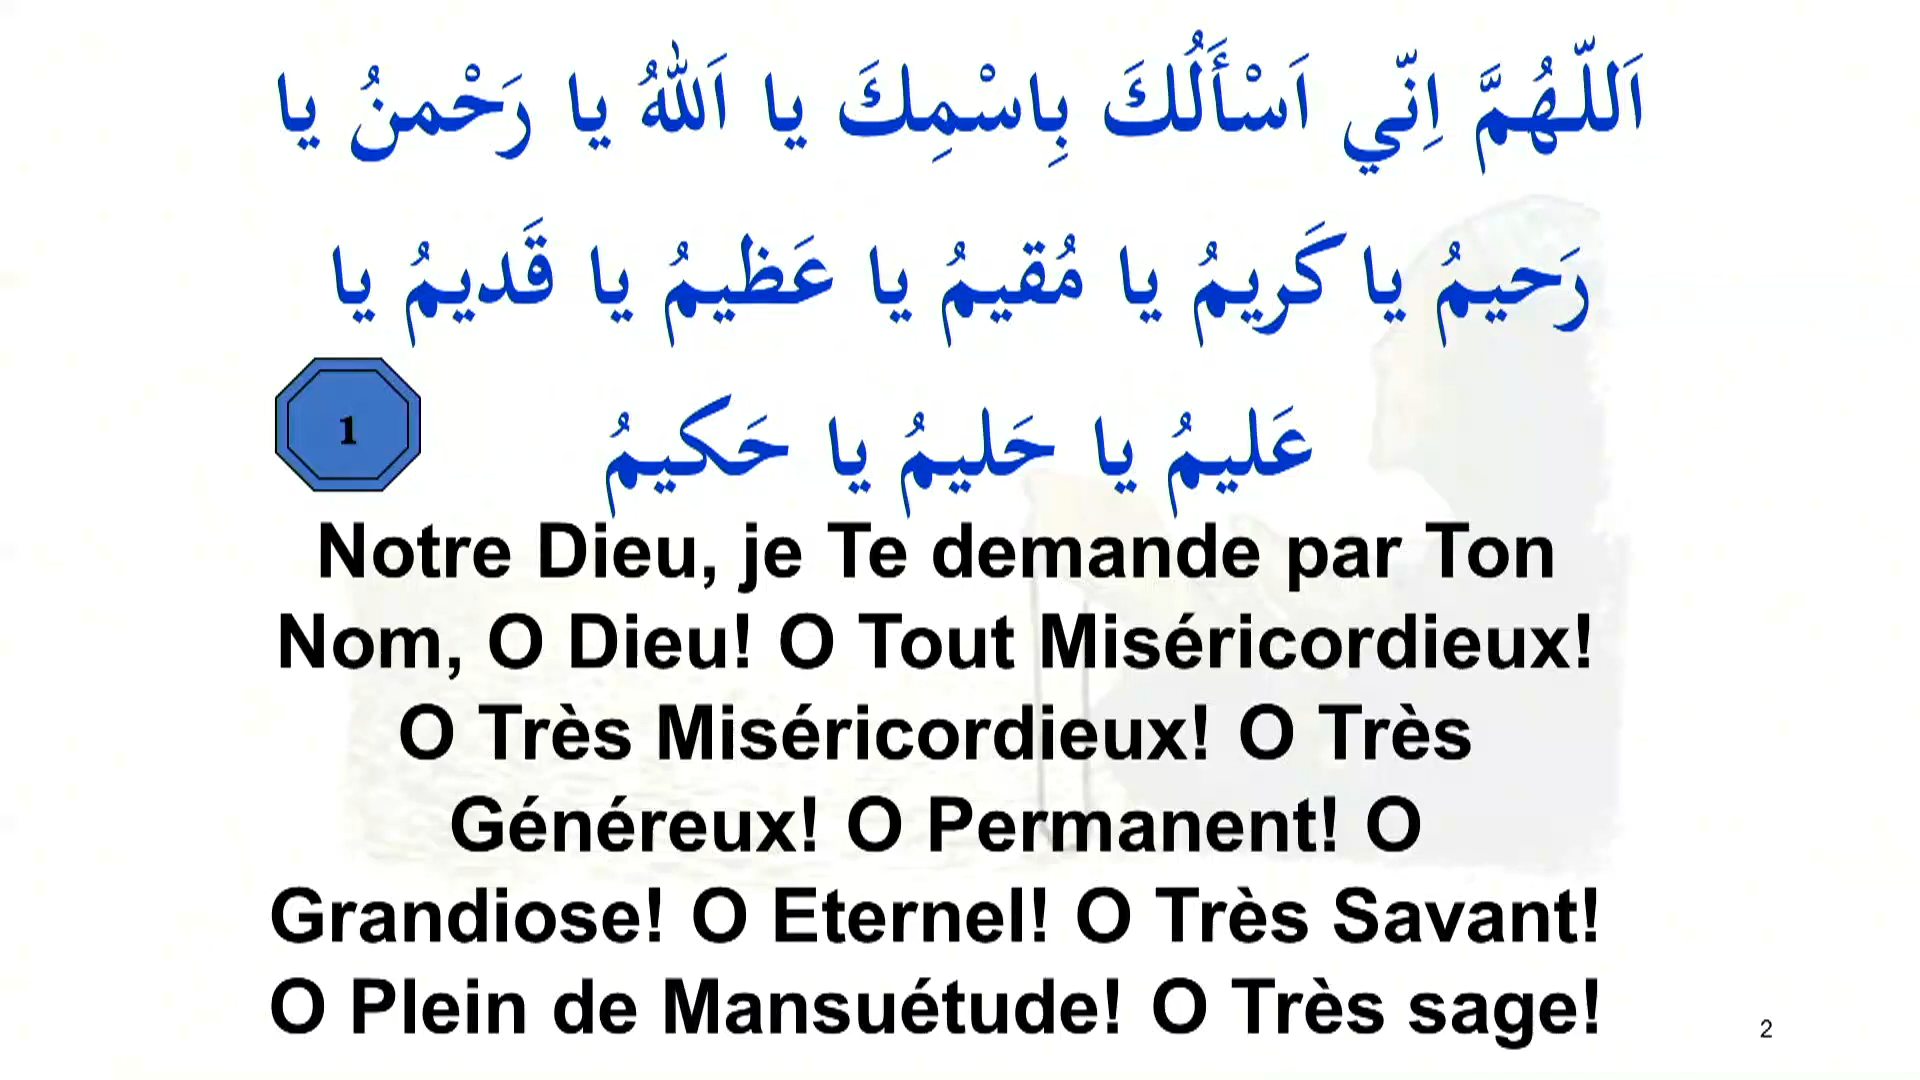 اَللّهُمَّ اِنّي اَسْأَلُكَ بِاسْمِكَ يا اَللهُ يا رَحْمنُ يا
رَحيمُ يا كَريمُ يا مُقيمُ يا عَظيمُ يا قَديمُ يا
عَليمُ يا حَليمُ يا حَكيمُ
1
Notre Dieu, je Te demande par Ton
Nom, O Dieu! O Tout Miséricordieux!
O Très Miséricordieux! O Très
Généreux! O Permanent! O
Grandiose! O Eternel! O Très Savant!
O Plein de Mansuétude! O Très sage!
2